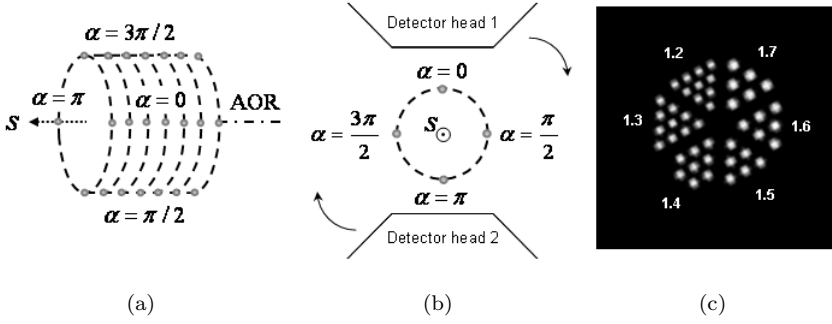 α = 3π / 2
α = π
α = 0
AOR
S
α = π / 2
(a)
Detector head 1
α = 0
α = 3π/2
S
α = π/2
α = π
Detector head 2
(b)
1.2
1.7
1.3
1.6
1.4
1.5
(c)